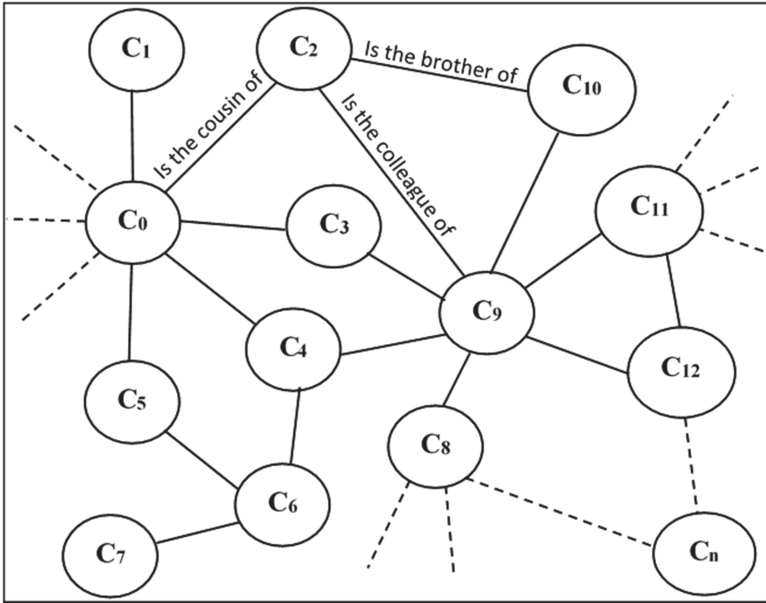 C1
C2
Is the brother of
C10
Is the cousin of
Is the colleague of
C0
C3
C11
C9
C4
C12
C5
C8
C6
C7
Cn